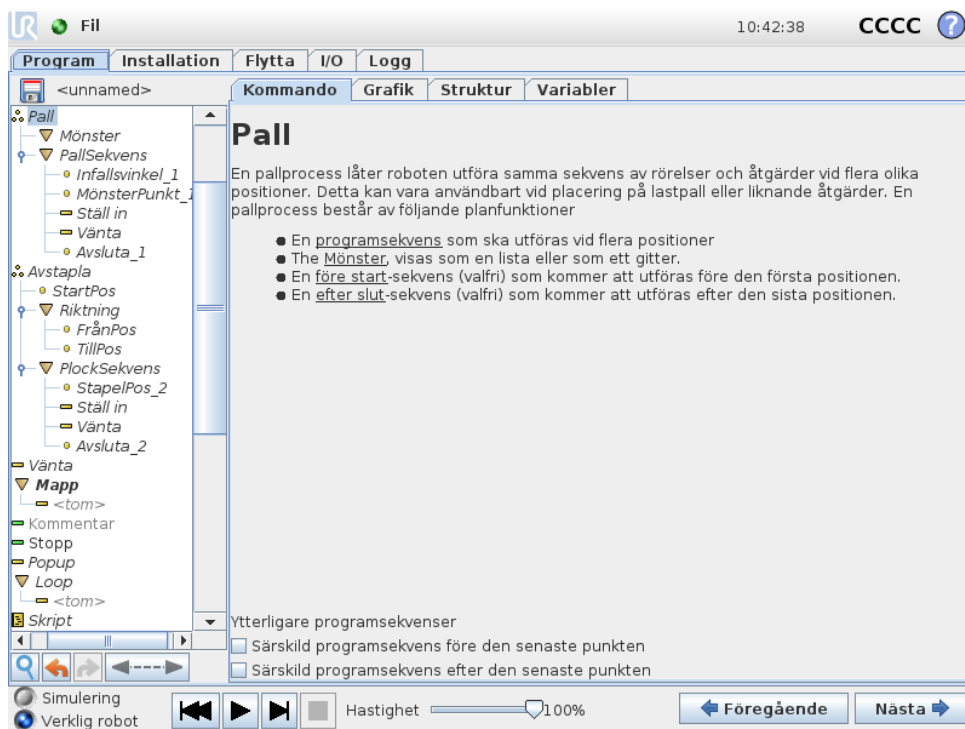 UR Fil 10:42:38 CCCC ?
Program Installation Flytta I/O Logg
<unnamed>
Kommando Grafik Struktur Variabler
Pall
Mönster
PallSekvens
Infallsvinkel_1
MönsterPunkt_1
Ställ in
Vänta
Avsluta_1
Avstapla
StartPos
Riktning
FrånPos
TillPos
PlockSekvens
StapelPos_2
Ställ in
Vänta
Avsluta_2
Vänta
Mapp
<tom>
Kommentar
Stopp
Popup
Loop
<tom>
Skript
Pall
En pallprocess låter roboten utföra samma sekvens av rörelser och åtgärder vid flera olika
positioner. Detta kan vara användbart vid placering på lastpall eller liknande åtgärder. En
pallprocess består av följande planfunktioner
En programsekvens som ska utföras vid flera positioner
The Mönster, visas som en lista eller som ett gitter.
En före start-sekvens (valfri) som kommer att utföras före den första positionen.
En efter slut-sekvens (valfri) som kommer att utföras efter den sista positionen.
Ytterligare programsekvenser
Särskild programsekvens före den senaste punkten
Särskild programsekvens efter den senaste punkten
Simulering
Verklig robot
Hastighet 100%
Föregående Nästa